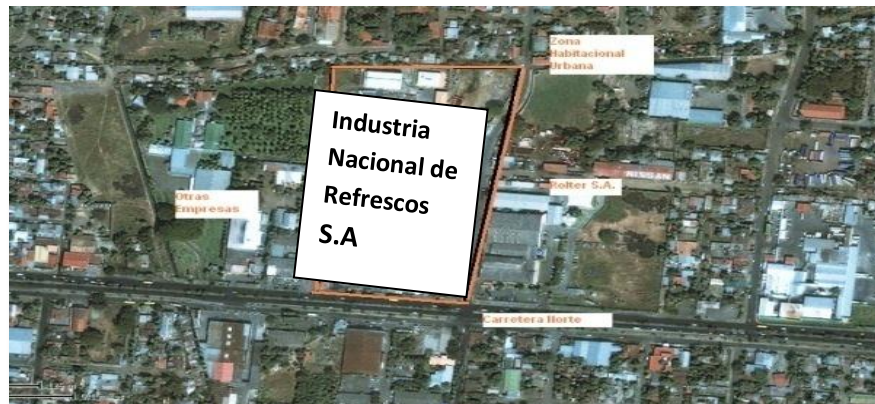 Zona
Habitacional
Urbana
Industria
Nacional de
Refrescos
S.A
NISSAN
Rolter S.A.
Otras
Empresas
Carretera Norte